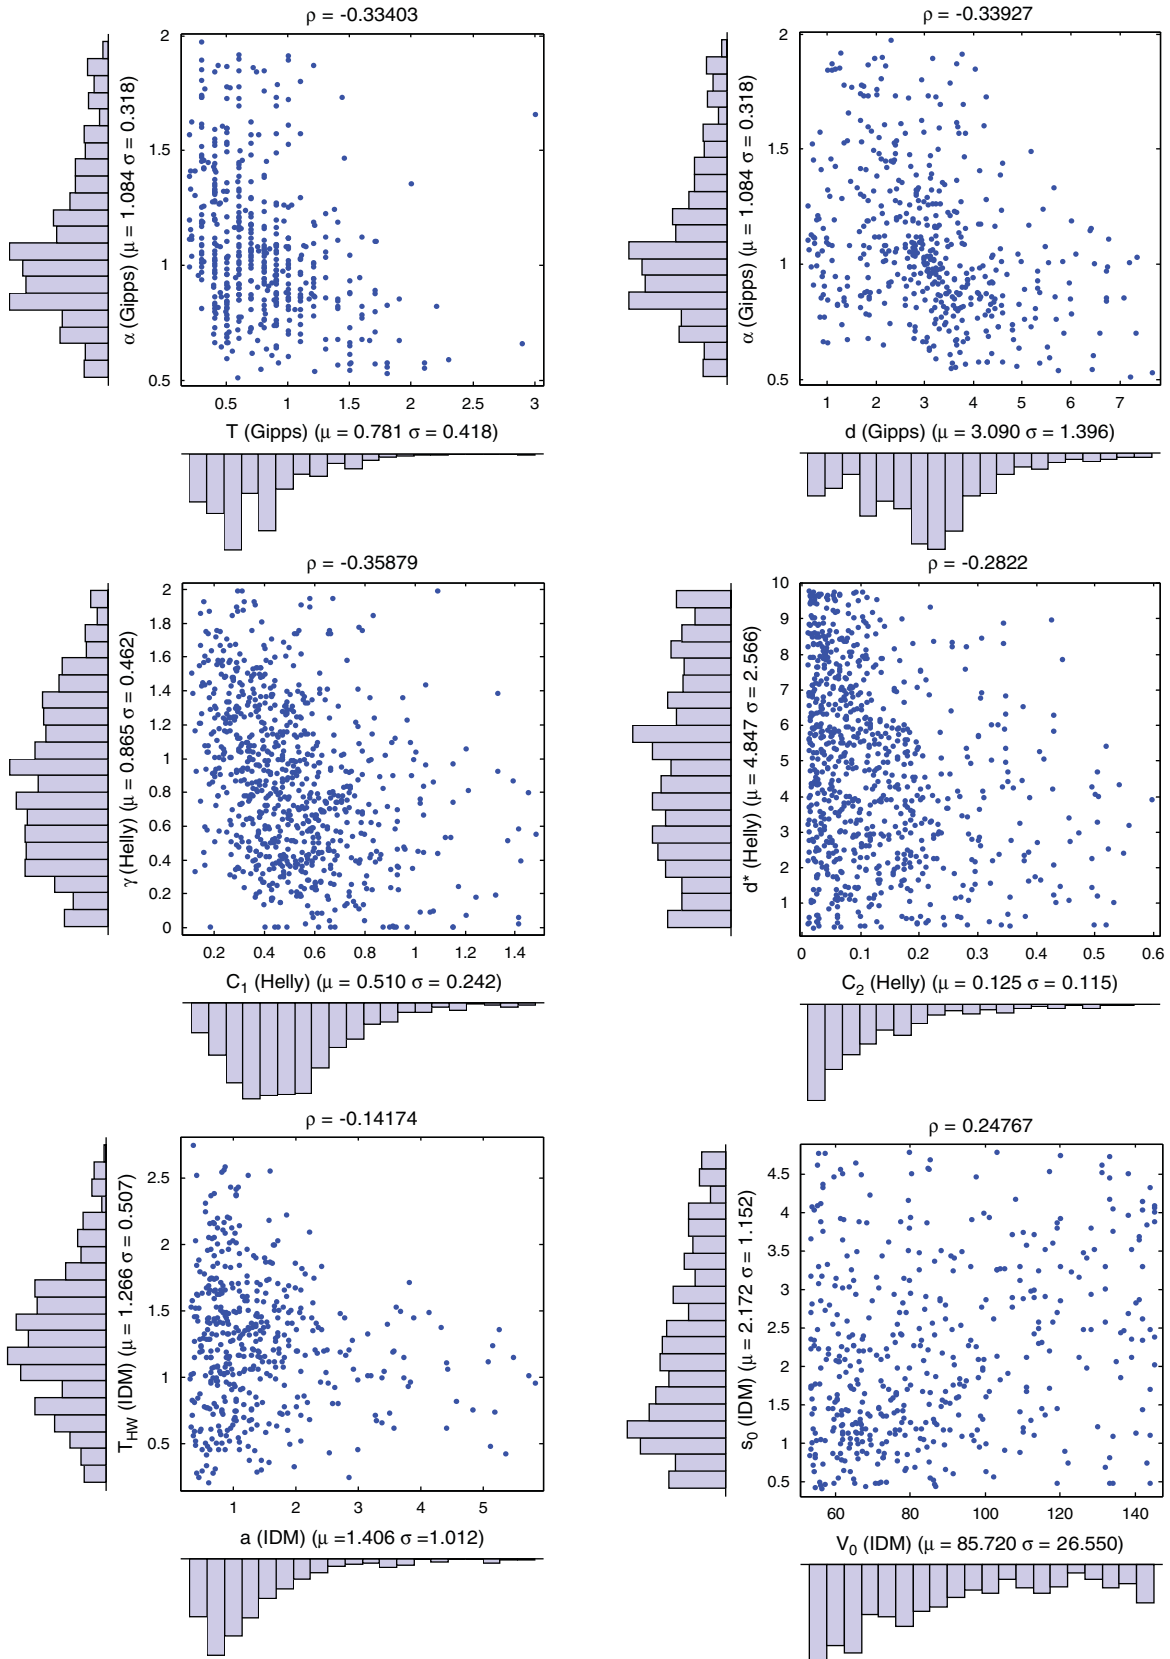 ρ = -0.33403
2
1.5
1
0.5
α (Gipps) (μ = 1.084 σ = 0.318)
0.5 1 1.5 2 2.5 3
T (Gipps) (μ = 0.781 σ = 0.418)
ρ = -0.33927
2
1.5
1
0.5
α (Gipps) (μ = 1.084 σ = 0.318)
1 2 3 4 5 6 7
d (Gipps) (μ = 3.090 σ = 1.396)
ρ = -0.35879
2
1.8
1.6
1.4
1.2
1
0.8
0.6
0.4
0.2
0
γ (Helly) (μ = 0.865 σ = 0.462)
0.2 0.4 0.6 0.8 1 1.2 1.4
C₁ (Helly) (μ = 0.510 σ = 0.242)
ρ = -0.2822
10
9
8
7
6
5
4
3
2
1
d* (Helly) (μ = 4.847 σ = 2.566)
0 0.1 0.2 0.3 0.4 0.5 0.6
C₂ (Helly) (μ = 0.125 σ = 0.115)
ρ = -0.14174
2.5
2
1.5
1
0.5
T_HW (IDM) (μ = 1.266 σ = 0.507)
1 2 3 4 5
a (IDM) (μ =1.406 σ =1.012)
ρ = 0.24767
4.5
4
3.5
3
2.5
2
1.5
1
0.5
s₀ (IDM) (μ = 2.172 σ = 1.152)
60 80 100 120 140
V₀ (IDM) (μ = 85.720 σ = 26.550)